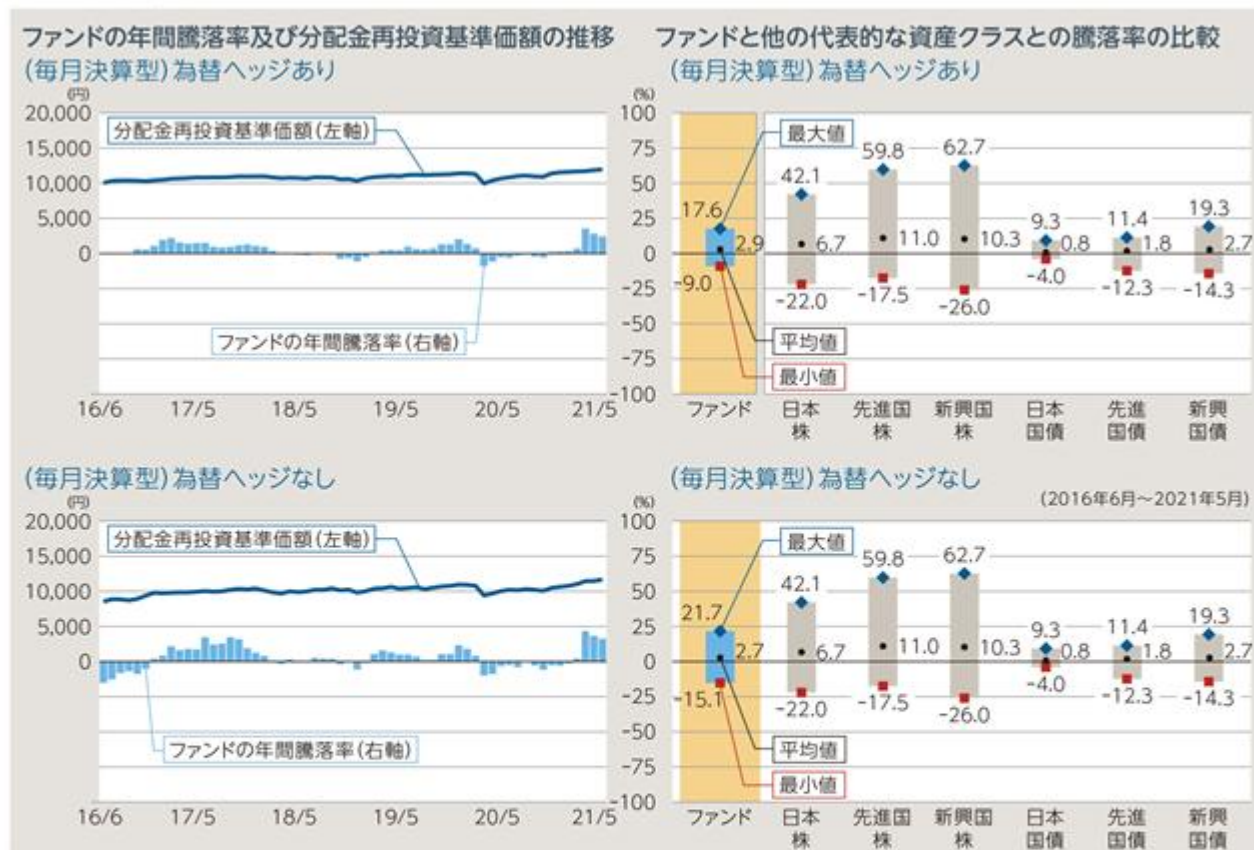 ファンドの年間騰落率及び分配金再投資基準価額の推移
(毎月決算型)為替ヘッジあり
(円)
20,000
15,000
10,000
5,000
0
分配金再投資基準価額(左軸)
ファンドの年間騰落率(右軸)
16/6 17/5 18/5 19/5 20/5 21/5
ファンドと他の代表的な資産クラスとの騰落率の比較
(毎月決算型)為替ヘッジあり
(%)
100
75
50
25
0
-25
-50
-75
-100
最大値
平均値
最小値
17.6 42.1 59.8 62.7 9.3 11.4 19.3
2.9 6.7 11.0 10.3 0.8 1.8 2.7
-9.0 -22.0 -17.5 -26.0 -4.0 -12.3 -14.3
ファンド 日本 先進国 新興国 日本 先進 新興
株 株 株 国債 国債 国債
(毎月決算型)為替ヘッジなし
(円)
20,000
15,000
10,000
5,000
0
分配金再投資基準価額(左軸)
ファンドの年間騰落率(右軸)
16/6 17/5 18/5 19/5 20/5 21/5
(毎月決算型)為替ヘッジなし
(2016年6月~2021年5月)
(%)
100
75
50
25
0
-25
-50
-75
-100
最大値
平均値
最小値
21.7 42.1 59.8 62.7 9.3 11.4 19.3
2.7 6.7 11.0 10.3 0.8 1.8 2.7
-15.1 -22.0 -17.5 -26.0 -4.0 -12.3 -14.3
ファンド 日本 先進国 新興国 日本 先進 新興
株 株 株 国債 国債 国債